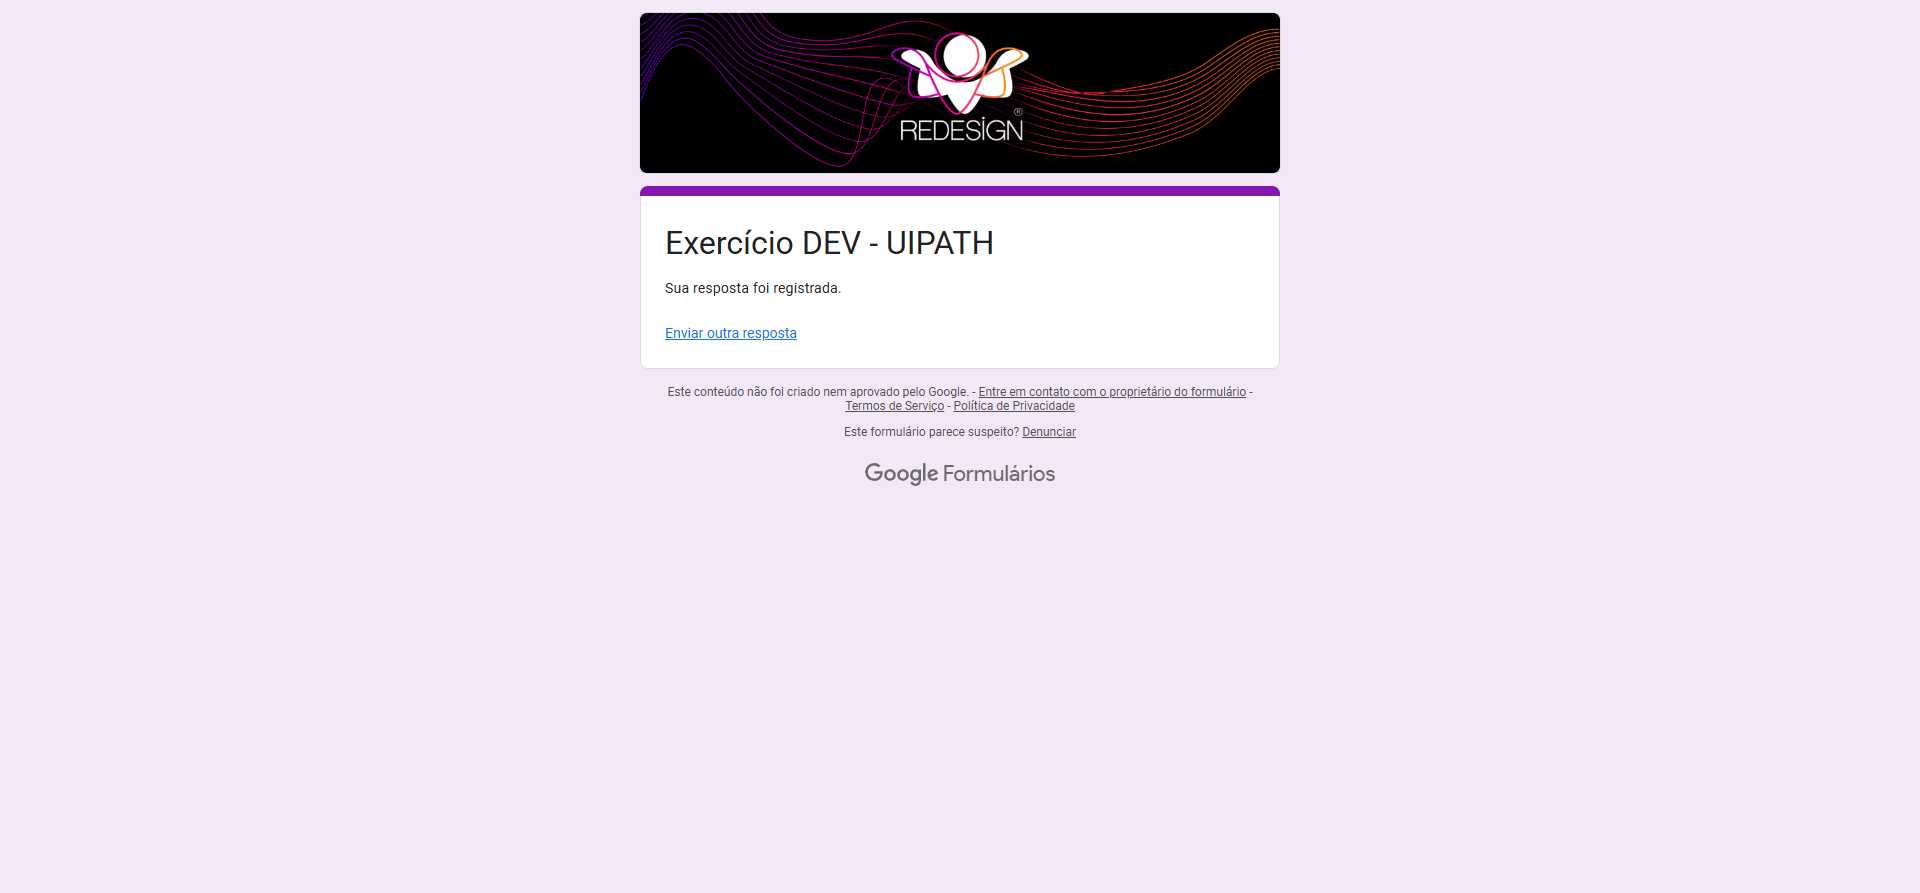 ®
REDESIGN
Exercício DEV - UIPATH
Sua resposta foi registrada.
Enviar outra resposta
Este conteúdo não foi criado nem aprovado pelo Google. - Entre em contato com o proprietário do formulário -
Termos de Serviço - Política de Privacidade
Este formulário parece suspeito? Denunciar
Google Formulários